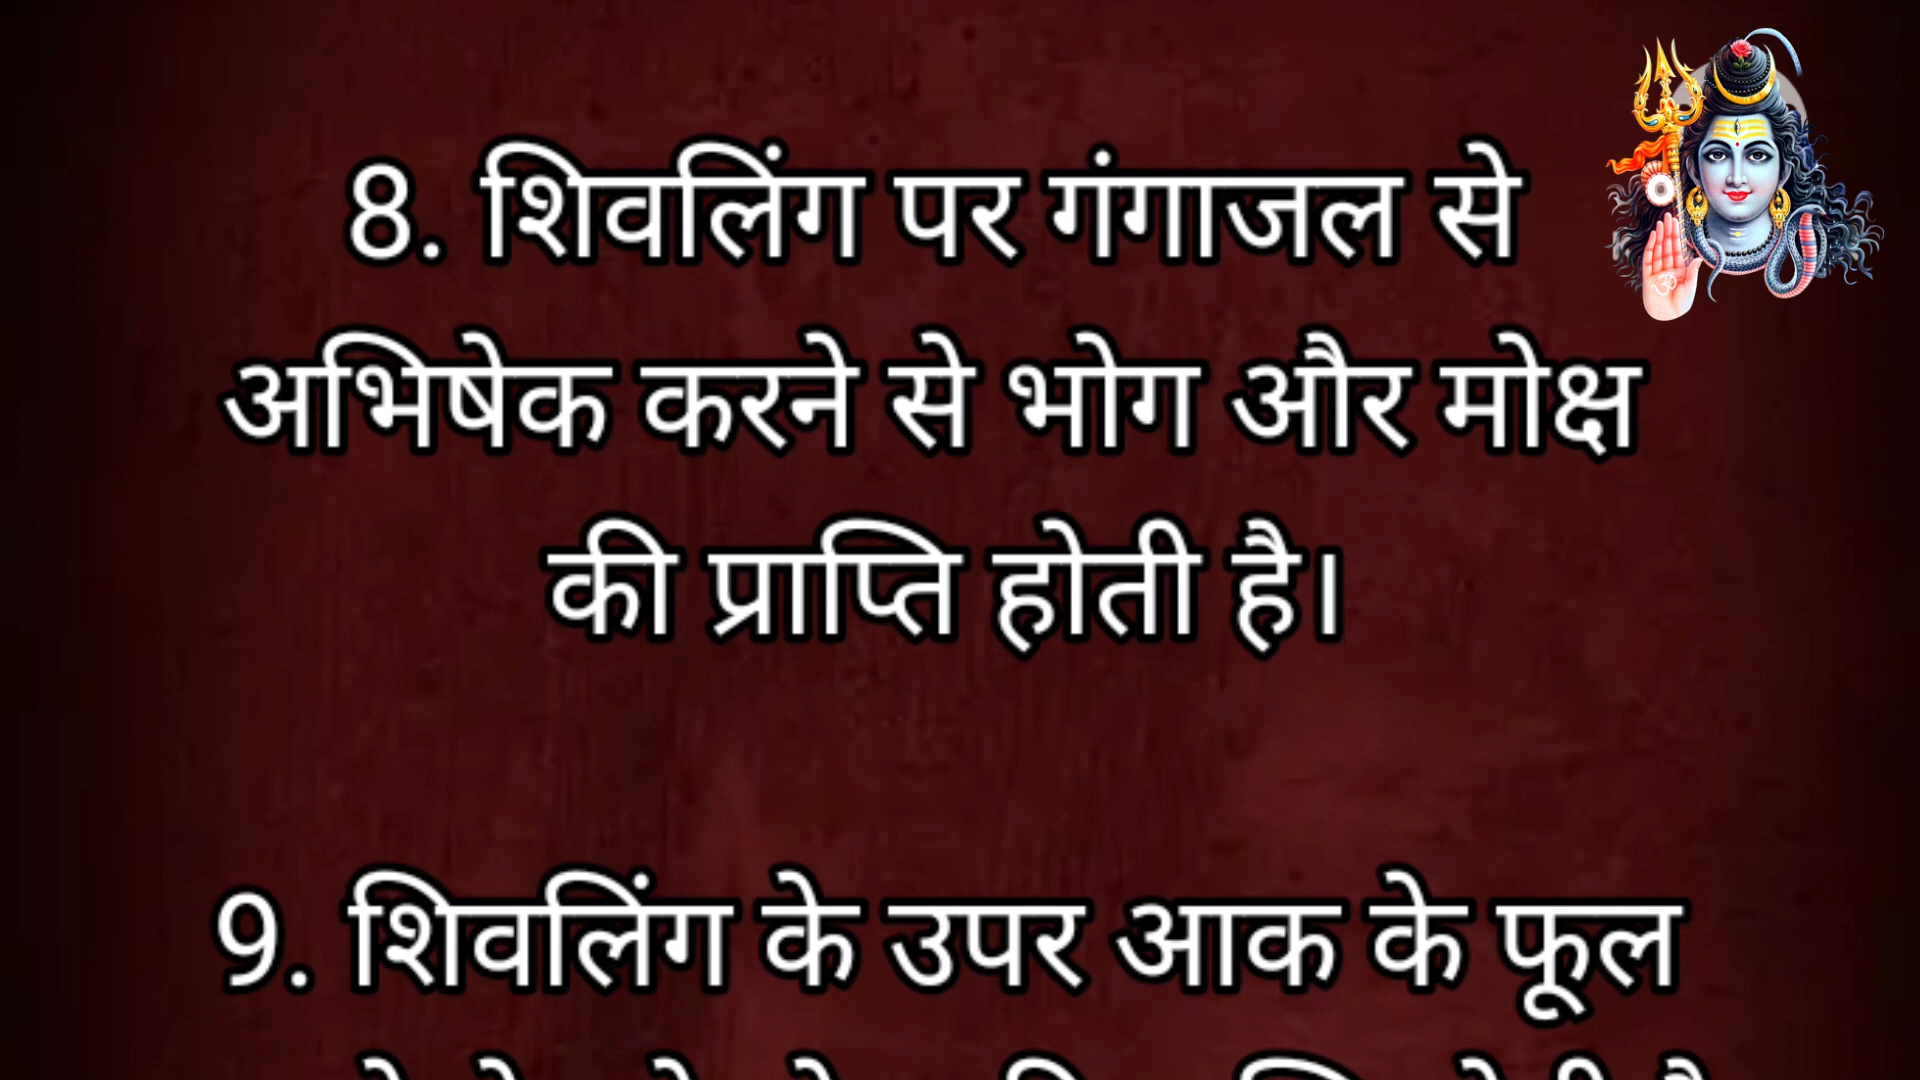 8. शिवलिंग पर गंगाजल से
अभिषेक करने से भोग और मोक्ष
की प्राप्ति होती है।
9. शिवलिंग के उपर आक के फूल